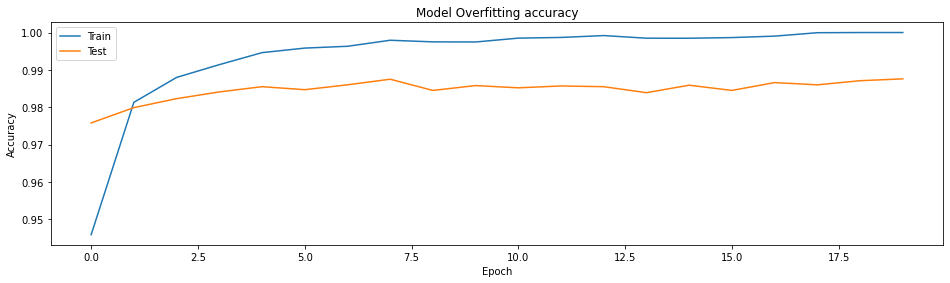 Model Overfitting accuracy
Train
Test
Accuracy
1.00
0.99
0.98
0.97
0.96
0.95
0.0 2.5 5.0 7.5 10.0 12.5 15.0 17.5
Epoch